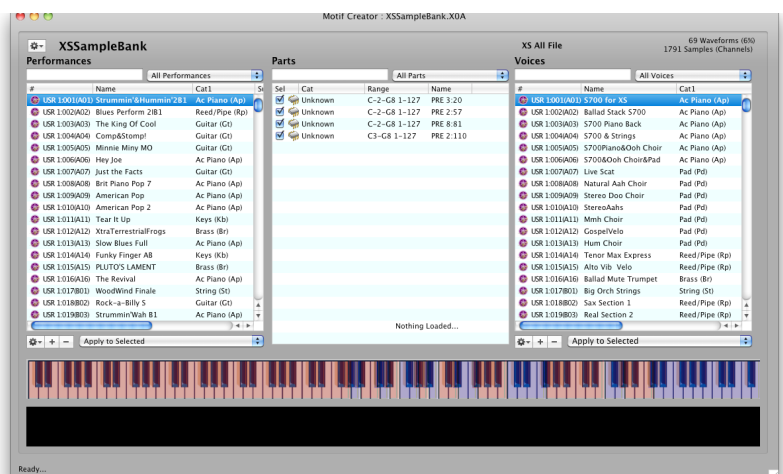 Motif Creator : XSSampleBank.X0A
XSSampleBank
XS All File
69 Waveforms (6%)
1791 Samples (Channels)
Performances
All Performances
# Name Cat1
USR 1:001(A01) Strummin'&Hummin'2B1 Ac Piano (Ap)
USR 1:002(A02) Blues Perform 2IB1 Reed/Pipe (Rp)
USR 1:003(A03) The King Of Cool Guitar (Gt)
USR 1:004(A04) Comp&Stomp! Guitar (Gt)
USR 1:005(A05) Minnie Miny MO Guitar (Gt)
USR 1:006(A06) Hey Joe Ac Piano (Ap)
USR 1:007(A07) Just the Facts Guitar (Gt)
USR 1:008(A08) Brit Piano Pop 7 Ac Piano (Ap)
USR 1:009(A09) American Pop Ac Piano (Ap)
USR 1:010(A10) American Pop 2 Ac Piano (Ap)
USR 1:011(A11) Tear It Up Keys (Kb)
USR 1:012(A12) XtraTerrestrialFrogs Brass (Br)
USR 1:013(A13) Slow Blues Full Ac Piano (Ap)
USR 1:014(A14) Funky Finger AB Keys (Kb)
USR 1:015(A15) PLUTO'S LAMENT Brass (Br)
USR 1:016(A16) The Revival Ac Piano (Ap)
USR 1:017(B01) WoodWind Finale String (St)
USR 1:018(B02) Rock-a-Billy S Guitar (Gt)
USR 1:019(B03) Strummin'Wah B1 Ac Piano (Ap)
+ − Apply to Selected
Parts
All Parts
Sel Cat Range Name
Unknown C-2-G8 1-127 PRE 3:20
Unknown C-2-G8 1-127 PRE 2:57
Unknown C-2-G8 1-127 PRE 8:81
Unknown C3-G8 1-127 PRE 2:110
Nothing Loaded...
Voices
All Voices
# Name Cat1
USR 1:001(A01) S700 for XS Ac Piano (Ap)
USR 1:002(A02) Ballad Stack S700 Ac Piano (Ap)
USR 1:003(A03) S700 Piano Back Ac Piano (Ap)
USR 1:004(A04) S700 & Strings Ac Piano (Ap)
USR 1:005(A05) S700Piano&Ooh Choir Ac Piano (Ap)
USR 1:006(A06) S700&Ooh Choir&Pad Ac Piano (Ap)
USR 1:007(A07) Live Scat Pad (Pd)
USR 1:008(A08) Natural Aah Choir Pad (Pd)
USR 1:009(A09) Stereo Doo Choir Pad (Pd)
USR 1:010(A10) StereoAahs Pad (Pd)
USR 1:011(A11) Mmh Choir Pad (Pd)
USR 1:012(A12) GospelVelo Pad (Pd)
USR 1:013(A13) Hum Choir Pad (Pd)
USR 1:014(A14) Tenor Max Express Reed/Pipe (Rp)
USR 1:015(A15) Alto Vib Velo Reed/Pipe (Rp)
USR 1:016(A16) Ballad Mute Trumpet Brass (Br)
USR 1:017(B01) Big Orch Strings String (St)
USR 1:018(B02) Sax Section 1 Reed/Pipe (Rp)
USR 1:019(B03) Real Section 2 Reed/Pipe (Rp)
+ − Apply to Selected
Ready...